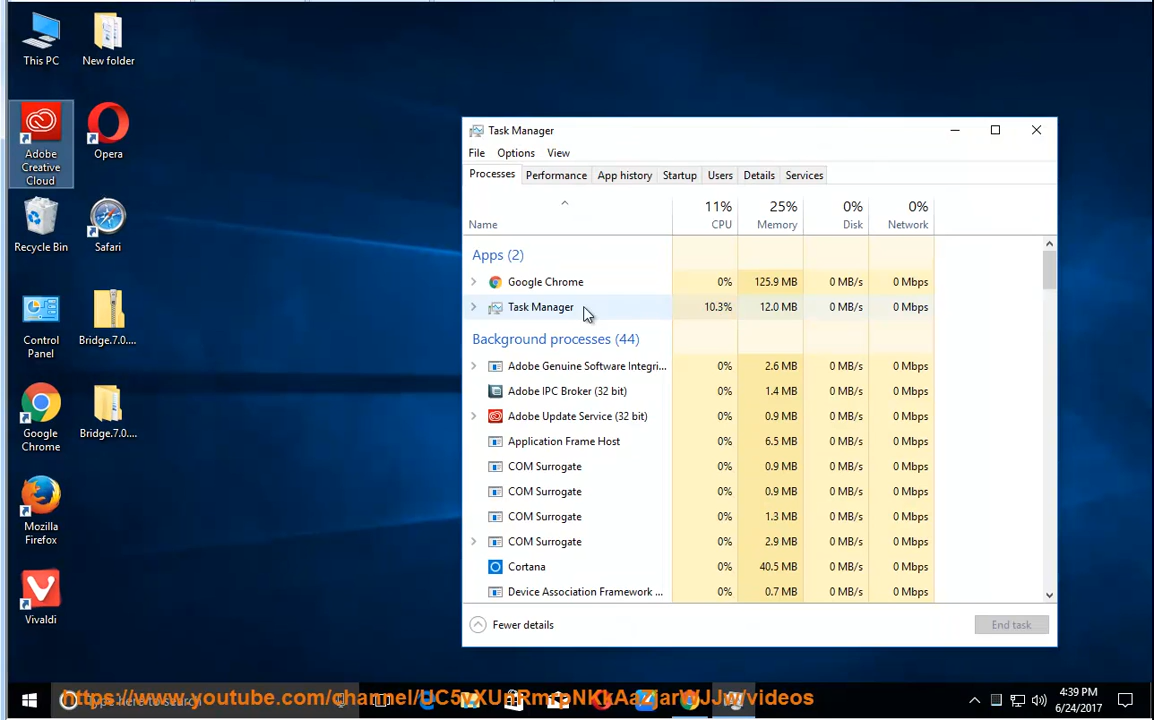 This PC
New folder
Adobe
Creative
Cloud
Opera
Recycle Bin
Safari
Control
Panel
Bridge.7.0....
Google
Chrome
Bridge.7.0....
Mozilla
Firefox
Vivaldi
Task Manager
File Options View
Processes Performance App history Startup Users Details Services
11% 25% 0% 0%
Name CPU Memory Disk Network
Apps (2)
Google Chrome 0% 125.9 MB 0 MB/s 0 Mbps
Task Manager 10.3% 12.0 MB 0 MB/s 0 Mbps
Background processes (44)
Adobe Genuine Software Integri... 0% 2.6 MB 0 MB/s 0 Mbps
Adobe IPC Broker (32 bit) 0% 1.4 MB 0 MB/s 0 Mbps
Adobe Update Service (32 bit) 0% 0.9 MB 0 MB/s 0 Mbps
Application Frame Host 0% 6.5 MB 0 MB/s 0 Mbps
COM Surrogate 0% 0.9 MB 0 MB/s 0 Mbps
COM Surrogate 0% 0.9 MB 0 MB/s 0 Mbps
COM Surrogate 0% 1.3 MB 0 MB/s 0 Mbps
COM Surrogate 0% 2.9 MB 0 MB/s 0 Mbps
Cortana 0% 40.5 MB 0 MB/s 0 Mbps
Device Association Framework ... 0% 0.7 MB 0 MB/s 0 Mbps
Fewer details
End task
Type here to search
4:39 PM
6/24/2017